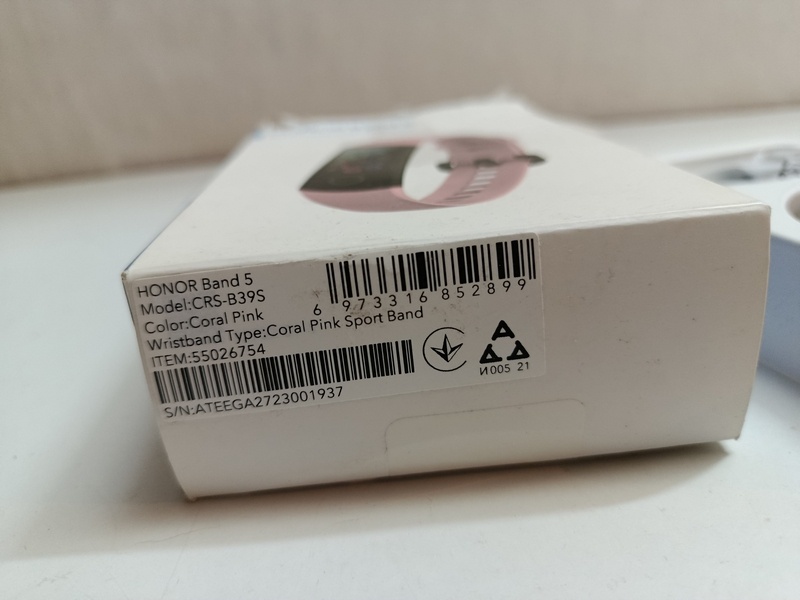 HONOR Band 5
Model:CRS-B39S
Color:Coral Pink
Wristband Type:Coral Pink Sport Band
ITEM:55026754
S/N:ATEEGA2723001937
6 973316 852899
И005 21